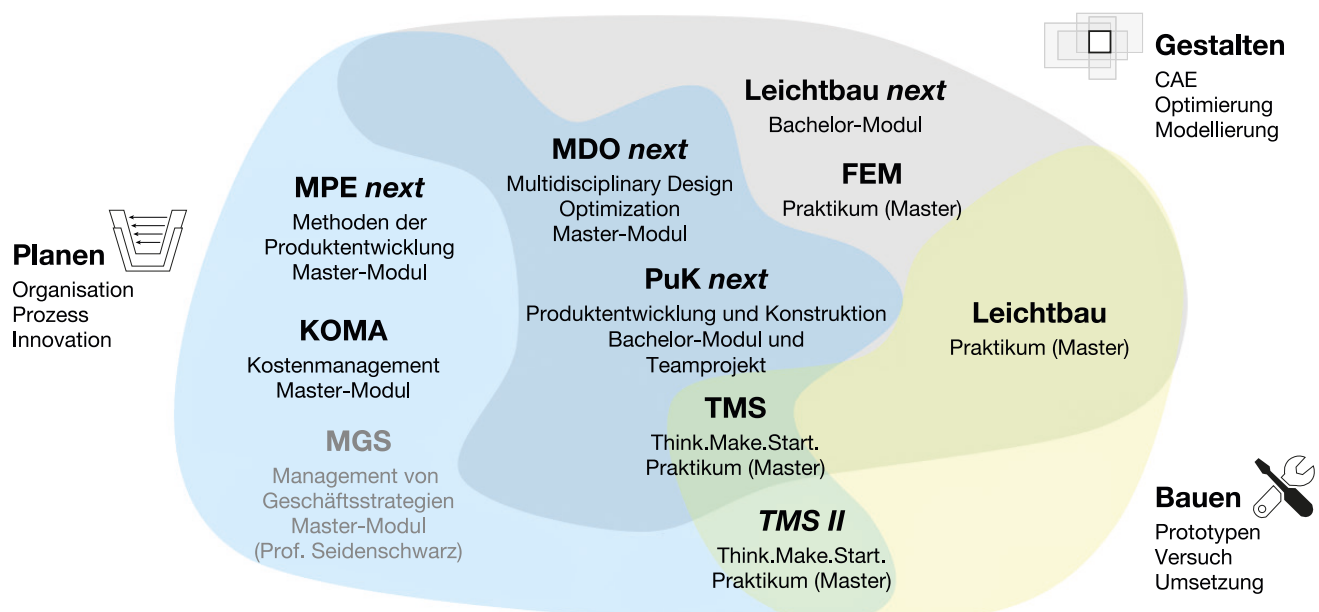 Gestalten
CAE
Optimierung
Modellierung
Leichtbau next
Bachelor-Modul
MDO next
Multidisciplinary Design
Optimization
Master-Modul
FEM
Praktikum (Master)
MPE next
Methoden der
Produktentwicklung
Master-Modul
Planen
Organisation
Prozess
Innovation
PuK next
Produktentwicklung und Konstruktion
Bachelor-Modul und
Teamprojekt
Leichtbau
Praktikum (Master)
KOMA
Kostenmanagement
Master-Modul
TMS
Think.Make.Start.
Praktikum (Master)
MGS
Management von
Geschäftsstrategien
Master-Modul
(Prof. Seidenschwarz)
TMS II
Think.Make.Start.
Praktikum (Master)
Bauen
Prototypen
Versuch
Umsetzung